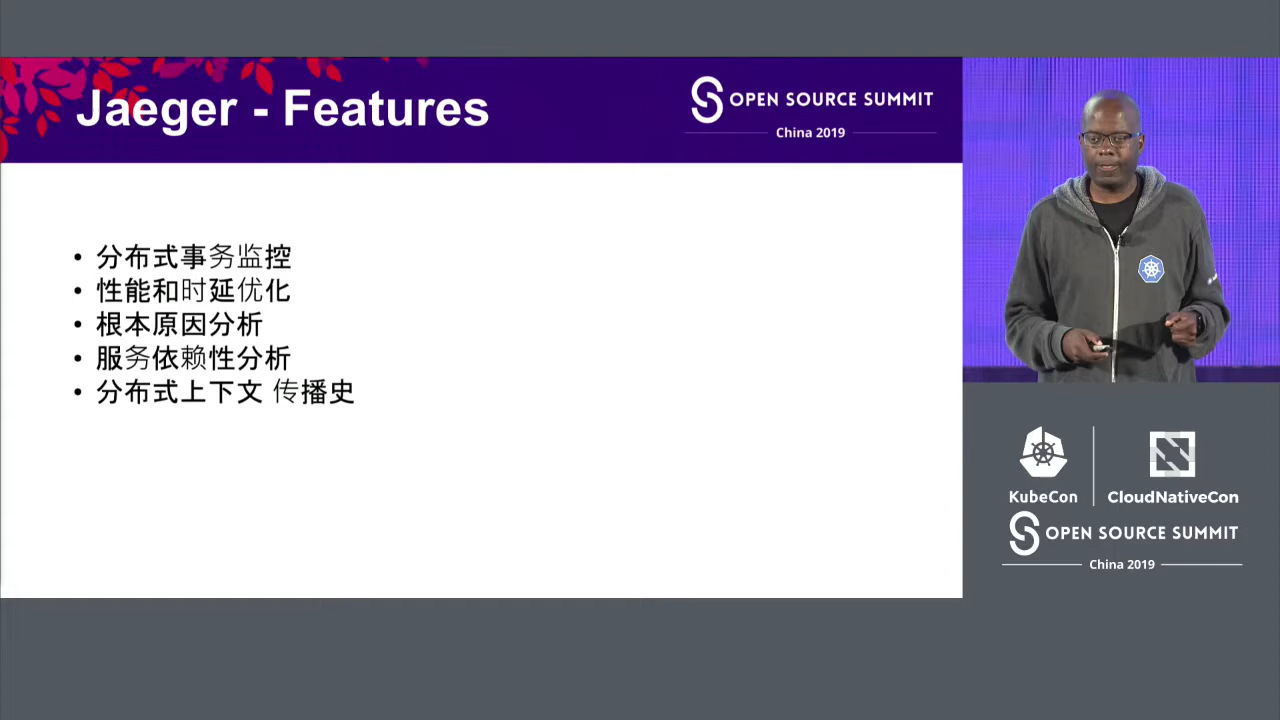 Jaeger - Features
OPEN SOURCE SUMMIT
China 2019
• 分布式事务监控
• 性能和时延优化
• 根本原因分析
• 服务依赖性分析
• 分布式上下文 传播史
KubeCon
CloudNativeCon
OPEN SOURCE SUMMIT
China 2019